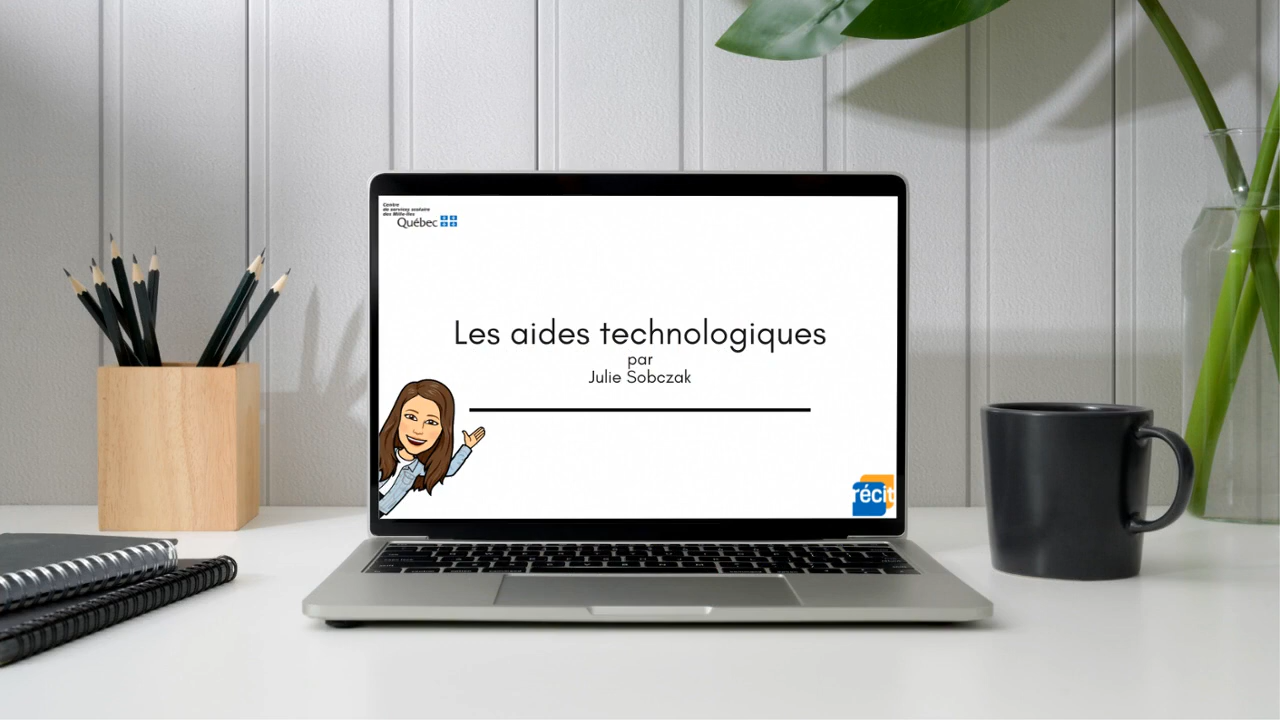 Centre
de services scolaire
des Mille-Îles
Québec
Les aides technologiques
par
Julie Sobczak
récit